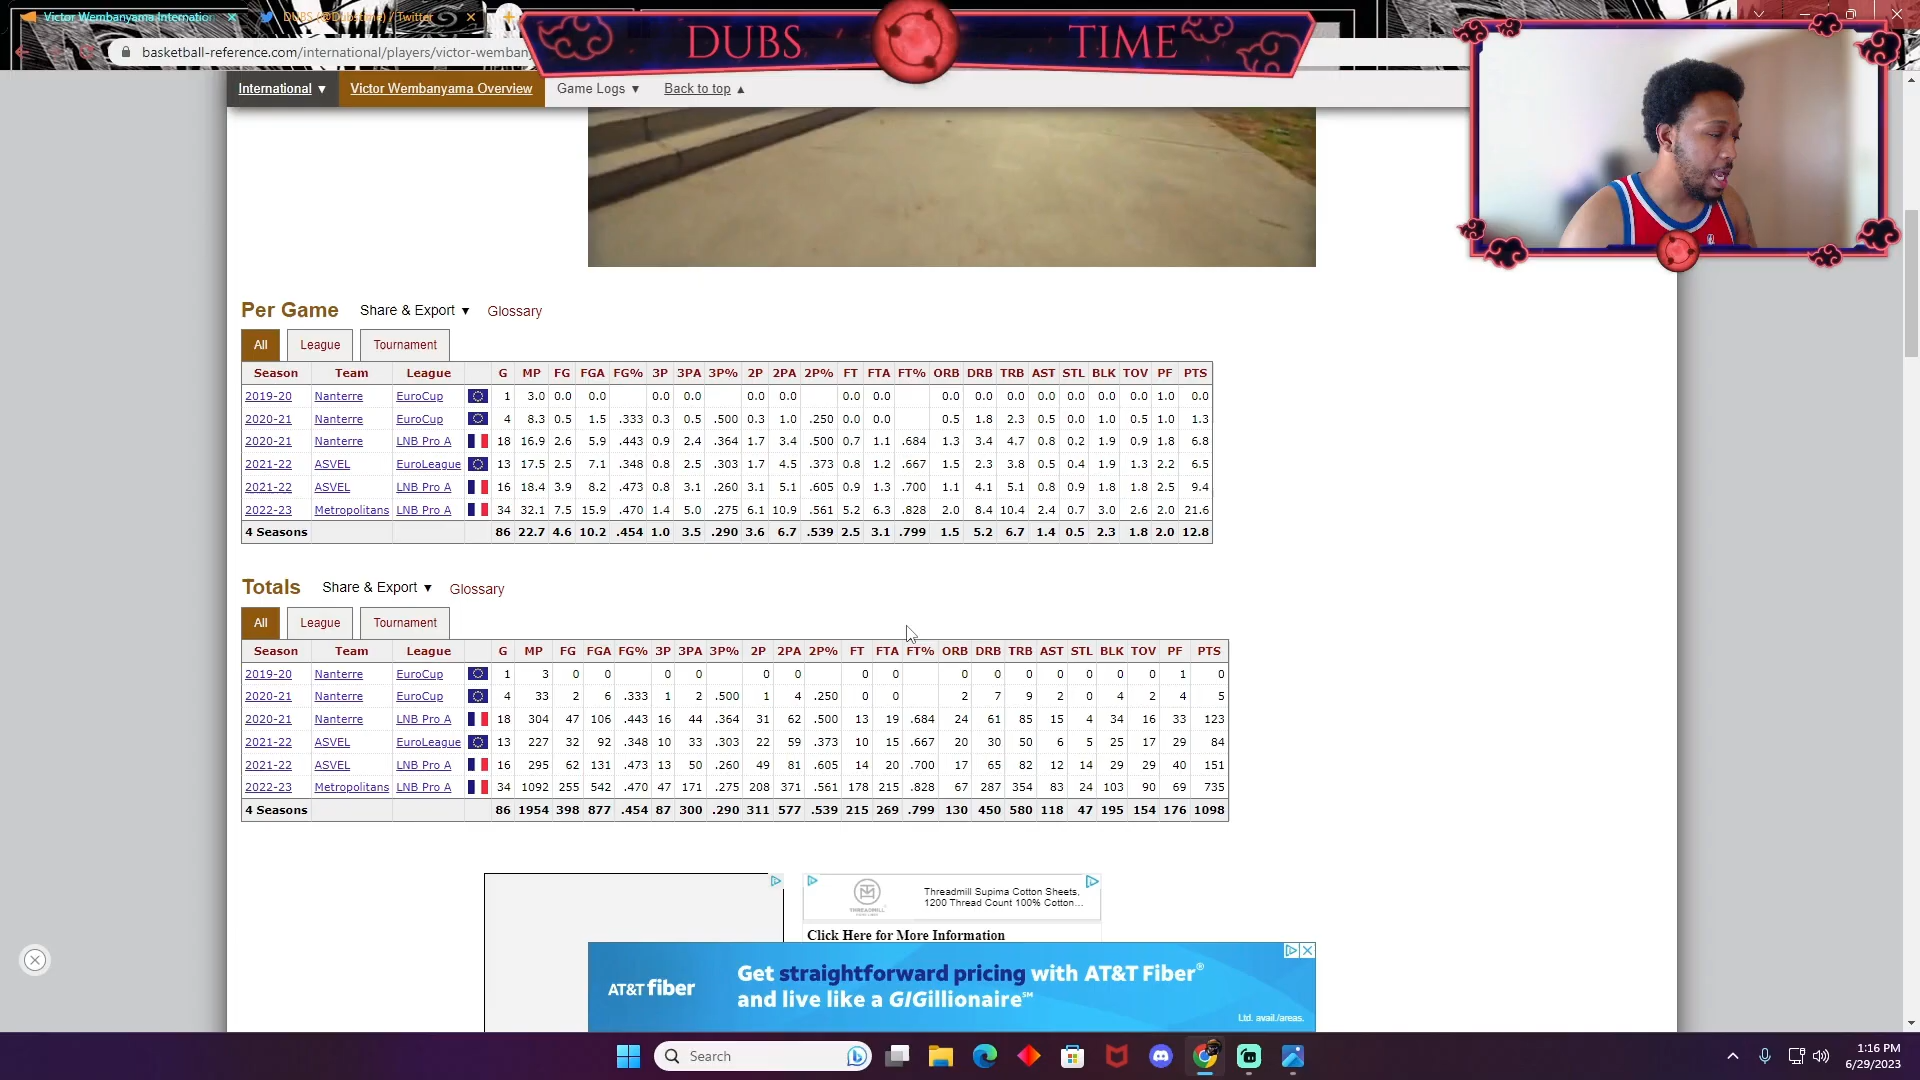 Victor Wembanyama Internation
DUBS (@Dubstime) / Twitter
DUBS TIME
basketball-reference.com/international/players/victor-wemban
International ▼ Victor Wembanyama Overview Game Logs ▼ Back to top ▲
Per Game Share & Export ▼ Glossary
All League Tournament
Season Team League G MP FG FGA FG% 3P 3PA 3P% 2P 2PA 2P% FT FTA FT% ORB DRB TRB AST STL BLK TOV PF PTS
2019-20 Nanterre EuroCup 1 3.0 0.0 0.0 0.0 0.0 0.0 0.0 0.0 0.0 0.0 0.0 0.0 0.0 0.0 0.0 0.0 1.0 0.0
2020-21 Nanterre EuroCup 4 8.3 0.5 1.5 .333 0.3 0.5 .500 0.3 1.0 .250 0.0 0.0 0.5 1.8 2.3 0.5 0.0 1.0 0.5 1.0 1.3
2020-21 Nanterre LNB Pro A 18 16.9 2.6 5.9 .443 0.9 2.4 .364 1.7 3.4 .500 0.7 1.1 .684 1.3 3.4 4.7 0.8 0.2 1.9 0.9 1.8 6.8
2021-22 ASVEL EuroLeague 13 17.5 2.5 7.1 .348 0.8 2.5 .303 1.7 4.5 .373 0.8 1.2 .667 1.5 2.3 3.8 0.5 0.4 1.9 1.3 2.2 6.5
2021-22 ASVEL LNB Pro A 16 18.4 3.9 8.2 .473 0.8 3.1 .260 3.1 5.1 .605 0.9 1.3 .700 1.1 4.1 5.1 0.8 0.9 1.8 1.8 2.5 9.4
2022-23 Metropolitans LNB Pro A 34 32.1 7.5 15.9 .470 1.4 5.0 .275 6.1 10.9 .561 5.2 6.3 .828 2.0 8.4 10.4 2.4 0.7 3.0 2.6 2.0 21.6
4 Seasons 86 22.7 4.6 10.2 .454 1.0 3.5 .290 3.6 6.7 .539 2.5 3.1 .799 1.5 5.2 6.7 1.4 0.5 2.3 1.8 2.0 12.8
Totals Share & Export ▼ Glossary
All League Tournament
Season Team League G MP FG FGA FG% 3P 3PA 3P% 2P 2PA 2P% FT FTA FT% ORB DRB TRB AST STL BLK TOV PF PTS
2019-20 Nanterre EuroCup 1 3 0 0 0 0 0 0 0 0 0 0 0 0 0 0 0 1 0
2020-21 Nanterre EuroCup 4 33 2 6 .333 1 2 .500 1 4 .250 0 0 2 7 9 2 0 4 2 4 5
2020-21 Nanterre LNB Pro A 18 304 47 106 .443 16 44 .364 31 62 .500 13 19 .684 24 61 85 15 4 34 16 33 123
2021-22 ASVEL EuroLeague 13 227 32 92 .348 10 33 .303 22 59 .373 10 15 .667 20 30 50 6 5 25 17 29 84
2021-22 ASVEL LNB Pro A 16 295 62 131 .473 13 50 .260 49 81 .605 14 20 .700 17 65 82 12 14 29 29 40 151
2022-23 Metropolitans LNB Pro A 34 1092 255 542 .470 47 171 .275 208 371 .561 178 215 .828 67 287 354 83 24 103 90 69 735
4 Seasons 86 1954 398 877 .454 87 300 .290 311 577 .539 215 269 .799 130 450 580 118 47 195 154 176 1098
THREADMILL
Threadmill Supima Cotton Sheets,
1200 Thread Count 100% Cotton...
Click Here for More Information
AT&T fiber
Get straightforward pricing with AT&T Fiber®
and live like a GIGillionaire℠
Ltd. avail./areas.
Search
1:16 PM
6/29/2023